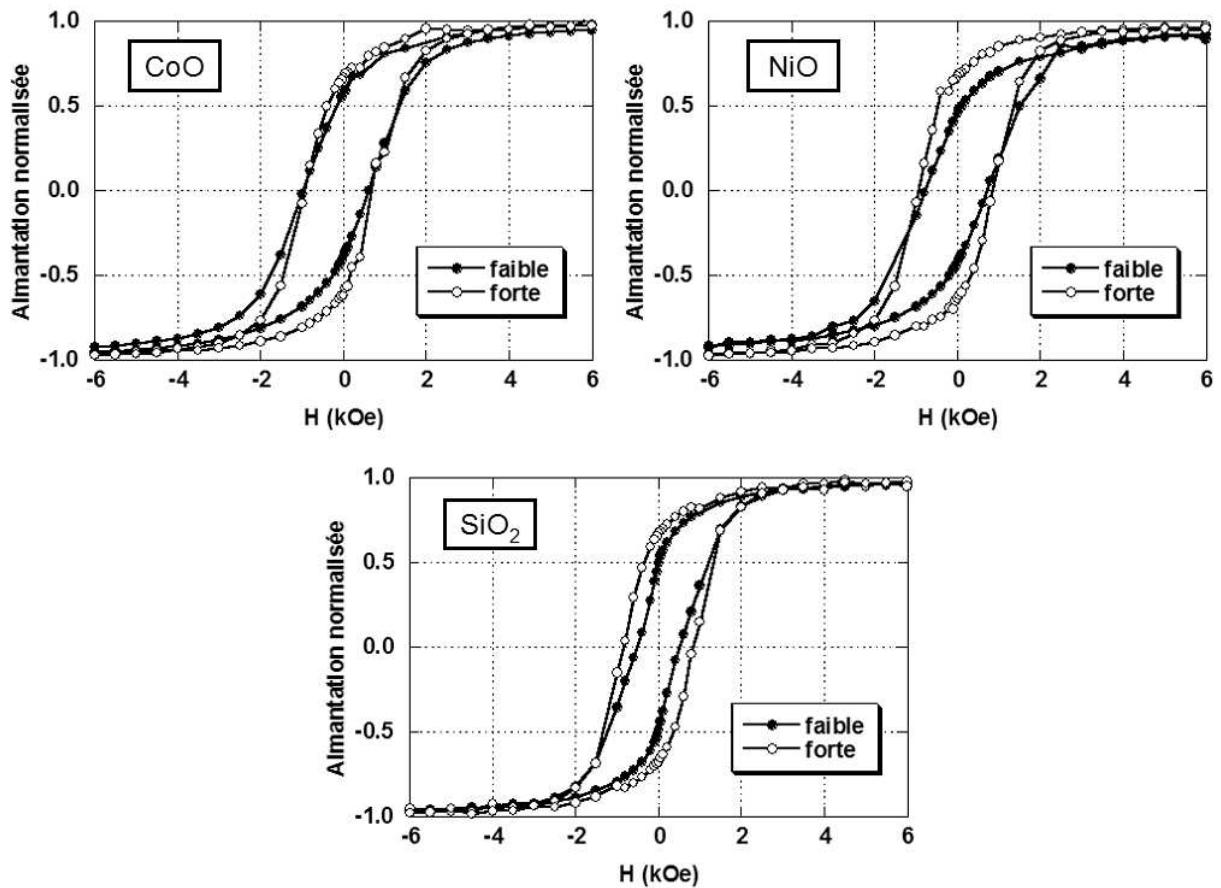 CoO
Almantation normalisée
1.0
0.5
0.0
-0.5
-1.0
-6 -4 -2 0 2 4 6
H (kOe)
faible
forte
NiO
Almantation normalisée
1.0
0.5
0.0
-0.5
-1.0
-6 -4 -2 0 2 4 6
H (kOe)
faible
forte
SiO2
Almantation normalisée
1.0
0.5
0.0
-0.5
-1.0
-6 -4 -2 0 2 4 6
H (kOe)
faible
forte